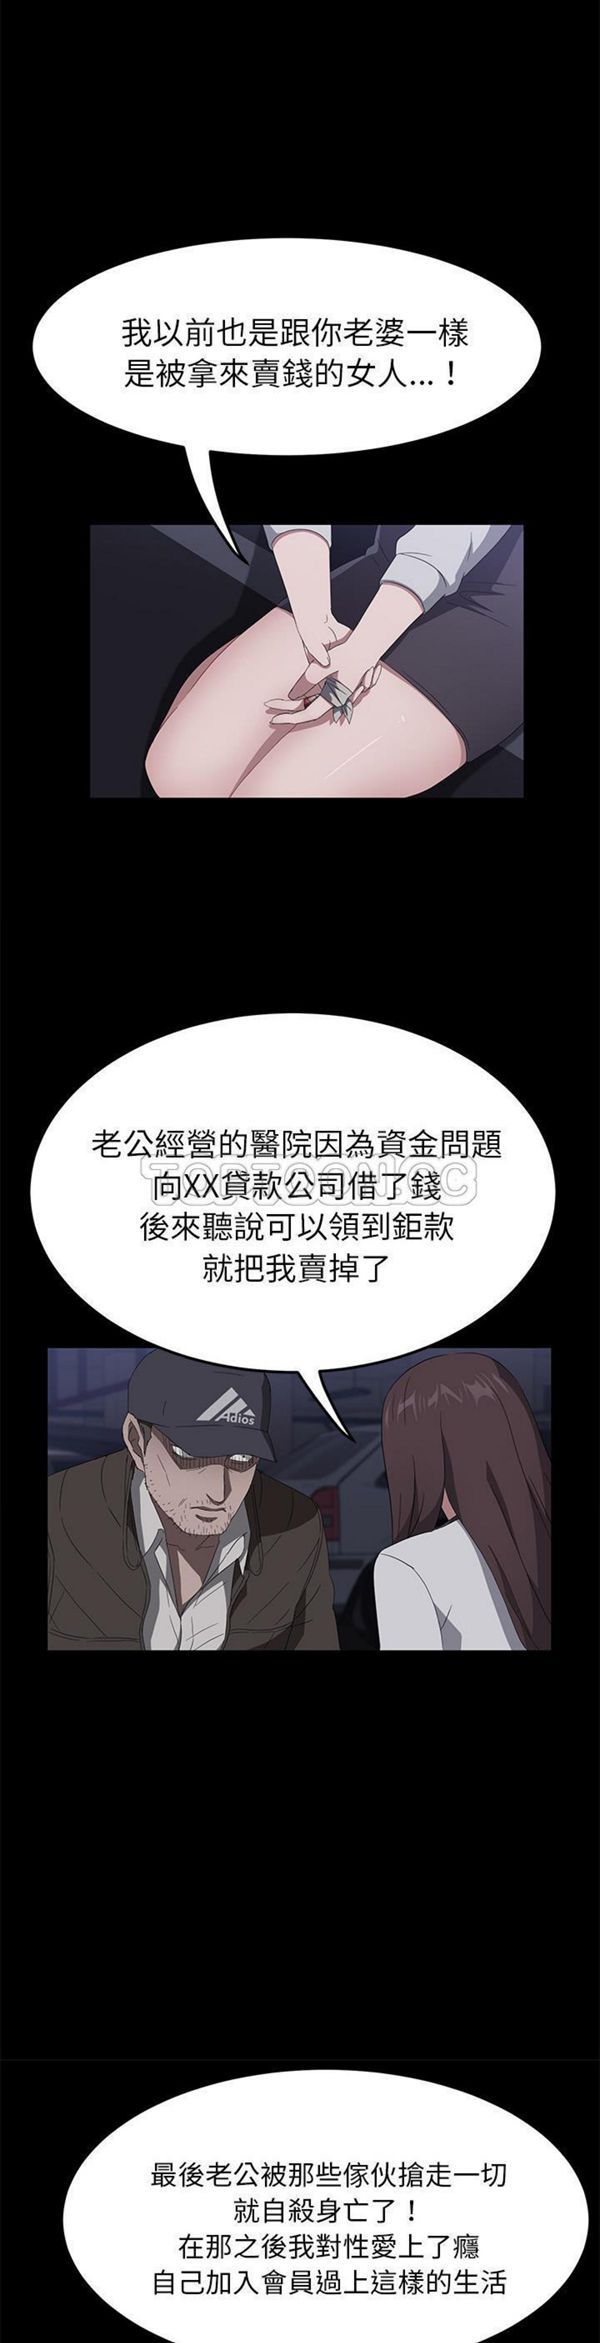 我以前也是跟你老婆一樣
是被拿來賣錢的女人...！
老公經營的醫院因為資金問題
TOPTOON.CC
向XX貸款公司借了錢
後來聽說可以領到鉅款
就把我賣掉了
Adios
最後老公被那些傢伙搶走一切
就自殺身亡了！
在那之後我對性愛上了癮
自己加入會員過上這樣的生活